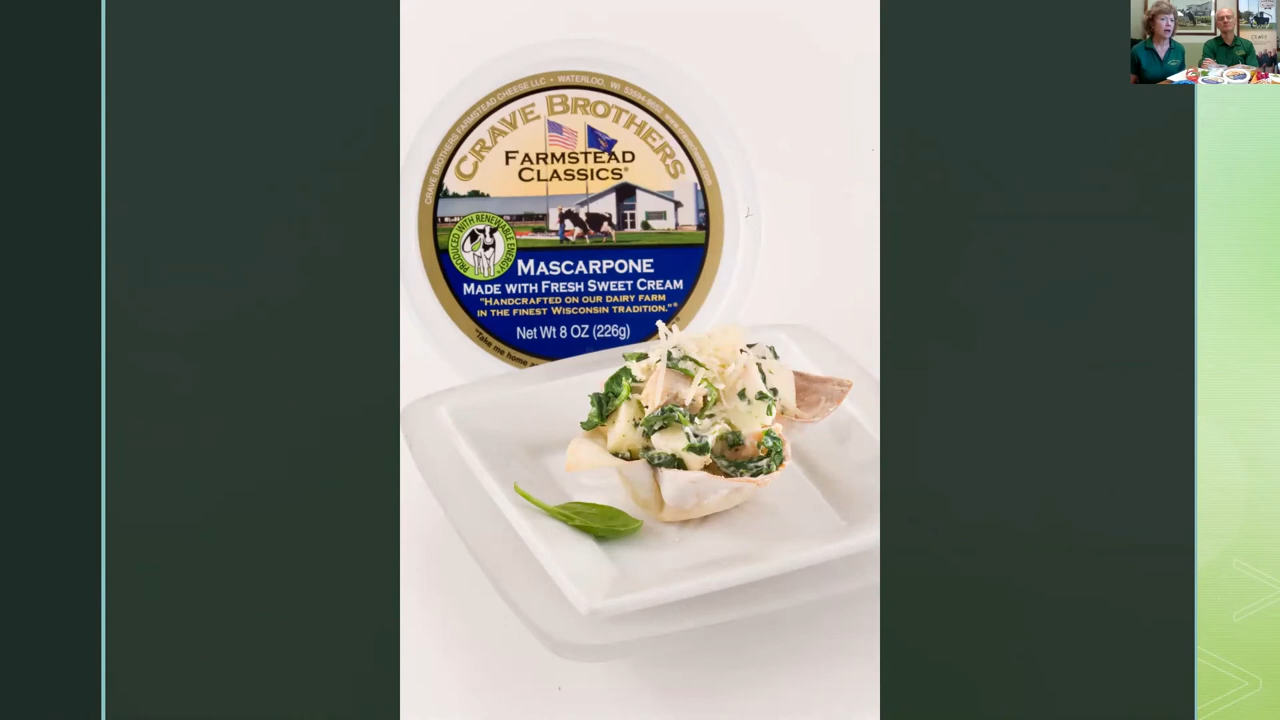 CRAVE BROTHERS FARMSTEAD CHEESE LLC • WATERLOO, WI 53594-9652
CRAVE BROTHERS
FARMSTEAD
CLASSICS®
PRODUCED WITH RENEWABLE ENERGY
MASCARPONE
MADE WITH FRESH SWEET CREAM
"HANDCRAFTED ON OUR DAIRY FARM
IN THE FINEST WISCONSIN TRADITION."®
Net Wt 8 OZ (226g)
"Take me home